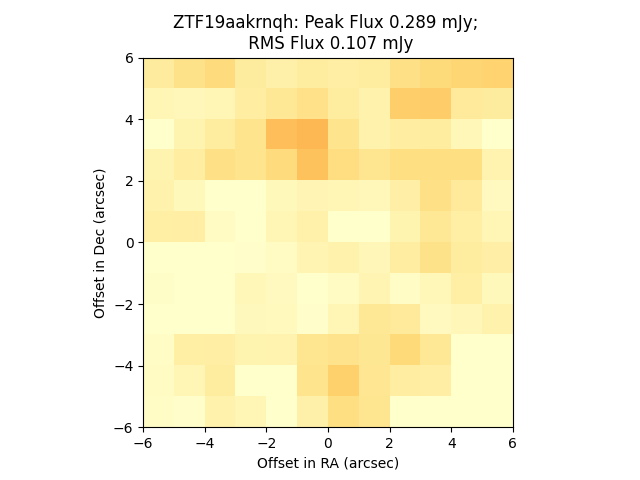 ZTF19aakrnqh: Peak Flux 0.289 mJy;
RMS Flux 0.107 mJy
6
4
2
0
−2
−4
−6
Offset in Dec (arcsec)
−6 −4 −2 0 2 4 6
Offset in RA (arcsec)